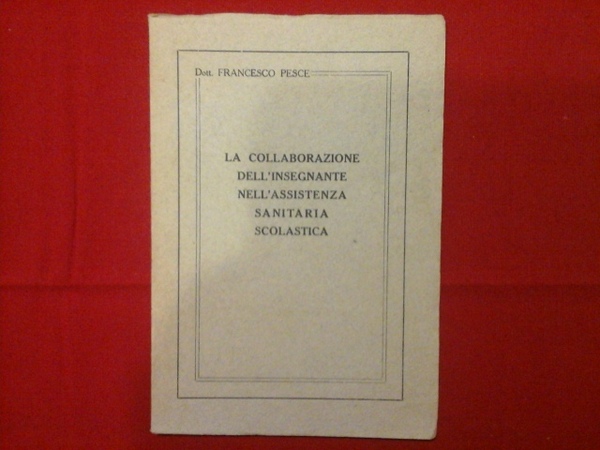 Dott. FRANCESCO PESCE
LA COLLABORAZIONE
DELL'INSEGNANTE
NELL'ASSISTENZA
SANITARIA
SCOLASTICA